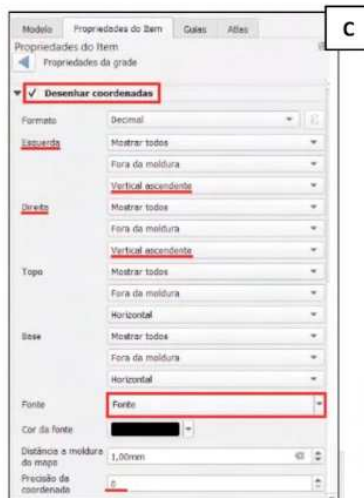 C
Modelo Propriedades do Item Guias Atlas
Propriedades do Item
Propriedades da grade
✓ Desenhar coordenadas
Formato Decimal
Esquerda Mostrar todos
Fora da moldura
Vertical ascendente
Direita Mostrar todos
Fora da moldura
Vertical ascendente
Topo Mostrar todos
Fora da moldura
Horizontal
Base Mostrar todos
Fora da moldura
Horizontal
Fonte Fonte
Cor da fonte
Distância a moldura do mapa 1,00mm
Precisão da coordenada 0